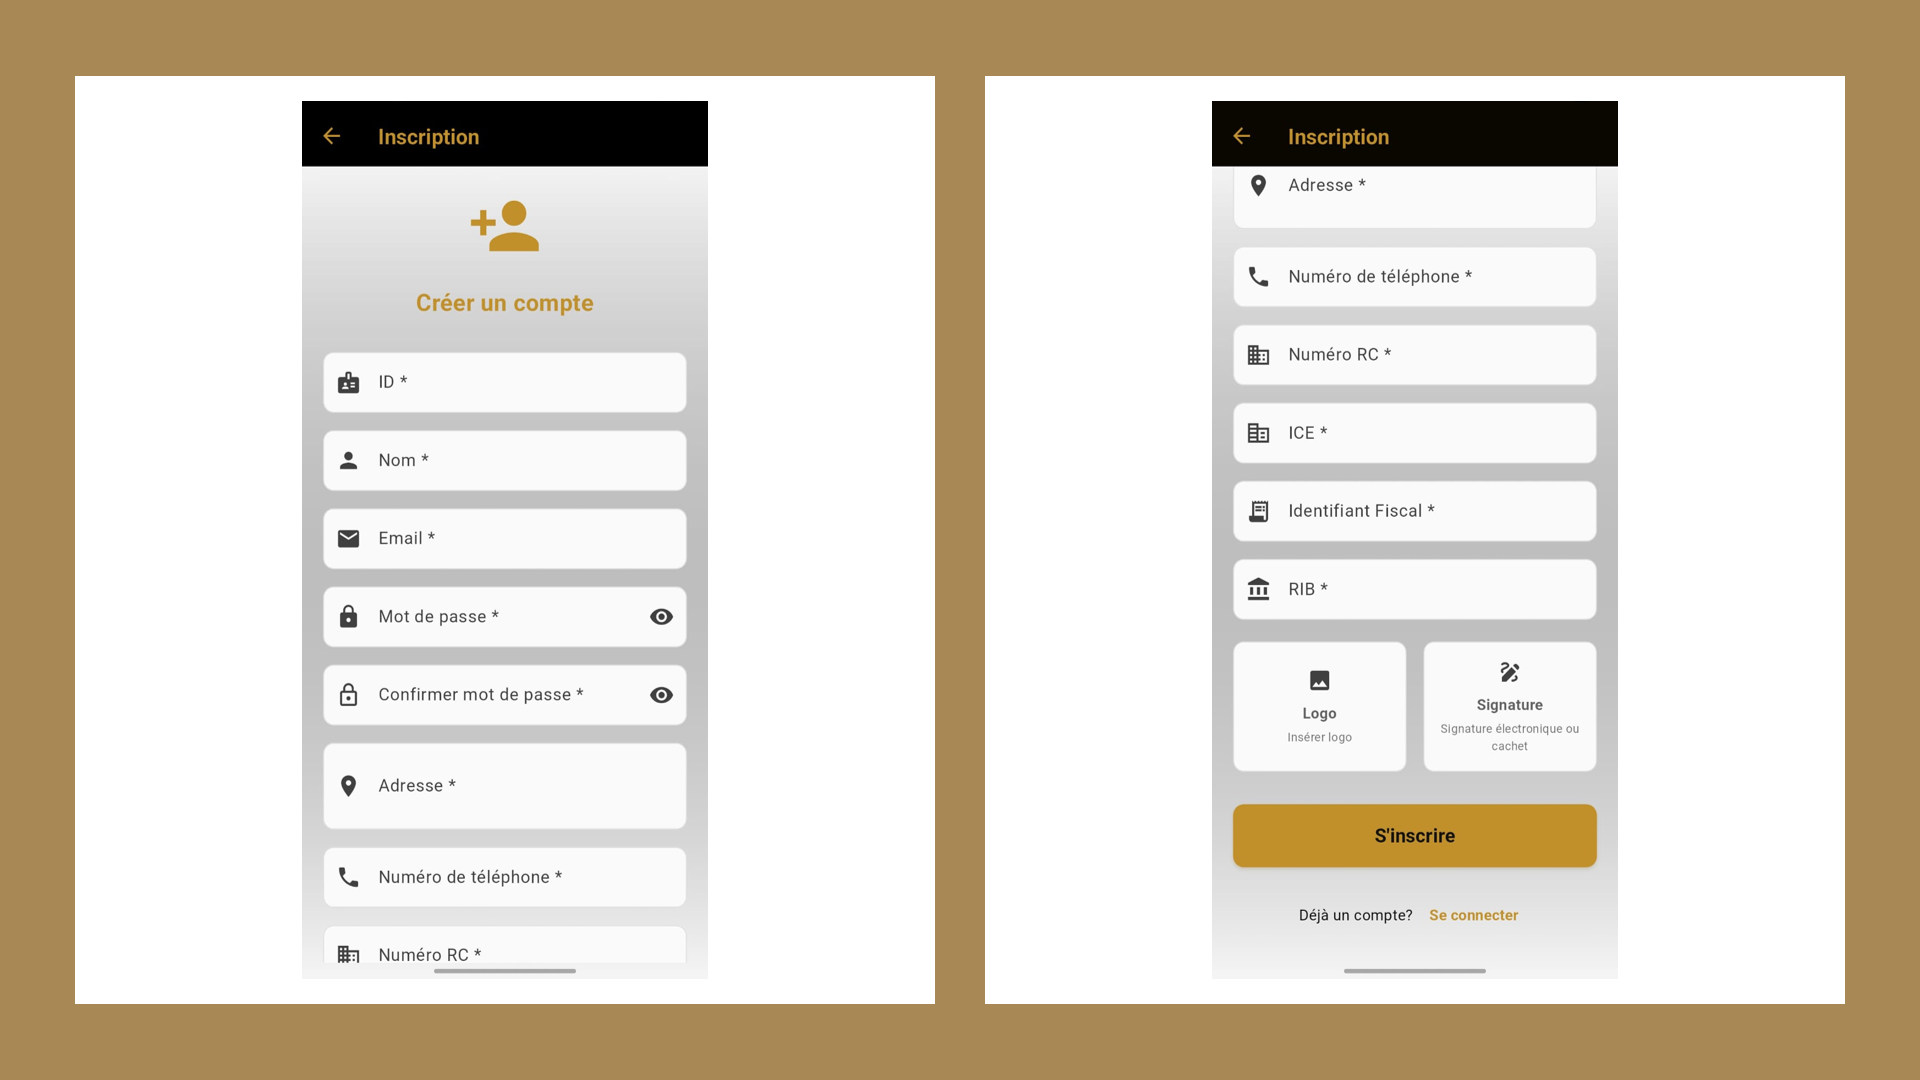 Inscription
Créer un compte
ID *
Nom *
Email *
Mot de passe *
Confirmer mot de passe *
Adresse *
Numéro de téléphone *
Numéro RC *
Inscription
Adresse *
Numéro de téléphone *
Numéro RC *
ICE *
Identifiant Fiscal *
RIB *
Logo
Insérer logo
Signature
Signature électronique ou
cachet
S'inscrire
Déjà un compte? Se connecter